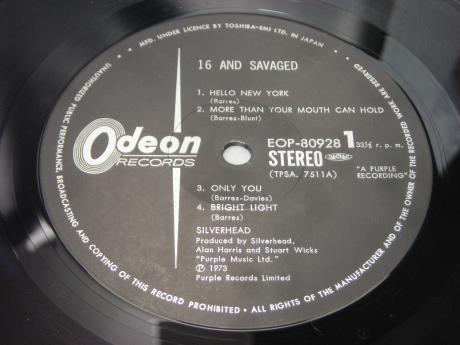 MFD. UNDER LICENCE BY TOSHIBA-EMI LTD. IN JAPAN
UNAUTHORIZED PUBLIC PERFORMANCE, BROADCASTING AND COPYING OF THIS RECORD PROHIBITED • ALL RIGHTS OF THE MANUFACTURER AND OF THE OWNER OF THE RECORDED WORK ARE RESERVED
16 AND SAVAGED
1. HELLO NEW YORK
(Barres)
2. MORE THAN YOUR MOUTH CAN HOLD
(Barres-Blunt)
Odeon
RECORDS
EOP-80928 1 33⅓ r. p. m.
STEREO
(TPSA. 7511A)
"A PURPLE
RECORDING"
3. ONLY YOU
(Barres-Davies)
4. BRIGHT LIGHT
(Barres)
SILVERHEAD
Produced by Silverhead,
Alan Harris and Stuart Wicks
"Purple Music Ltd."
Ⓟ 1973
Purple Records Limited